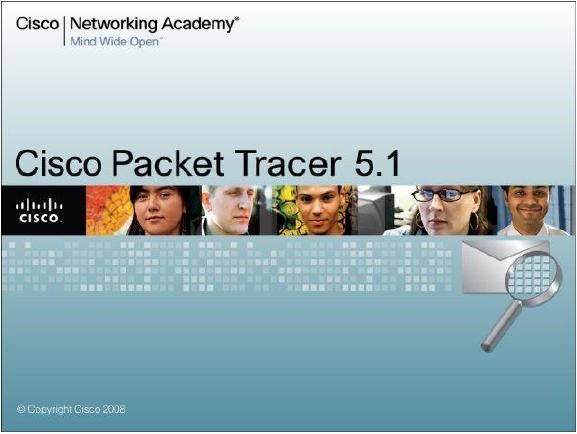 Cisco | Networking Academy®
Mind Wide Open™
Cisco Packet Tracer 5.1
CISCO.
© Copyright Cisco 2008